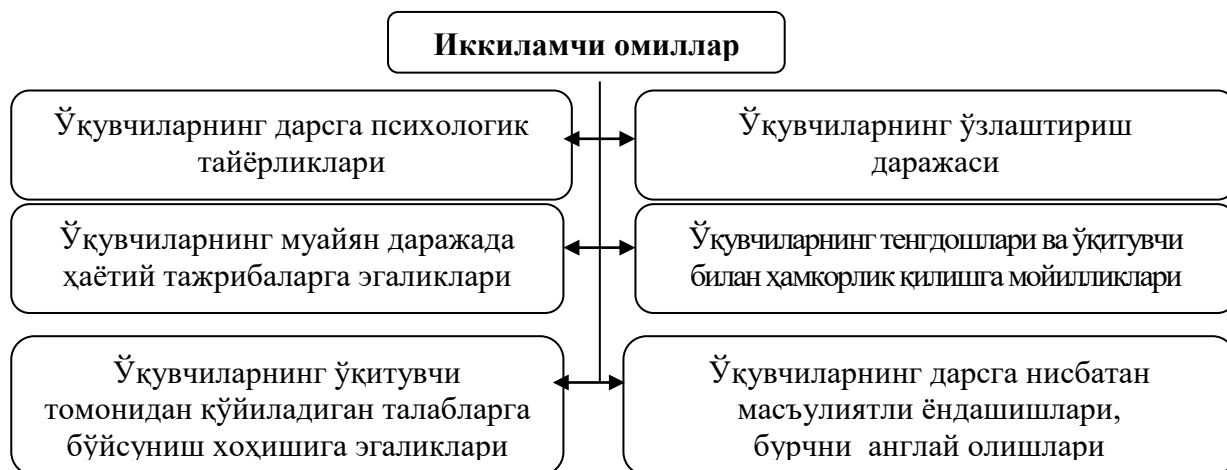 Иккиламчи омиллар
Ўқувчиларнинг дарсга психологик
тайёрликлари
Ўқувчиларнинг ўзлаштириш
даражаси
Ўқувчиларнинг муайян даражада
ҳаётий тажрибаларга эгаликлари
Ўқувчиларнинг тенгдошлари ва ўқитувчи
билан ҳамкорлик қилишга мойилликлари
Ўқувчиларнинг ўқитувчи
томонидан қўйиладиган талабларга
бўйсуниш хоҳишига эгаликлари
Ўқувчиларнинг дарсга нисбатан
масъулиятли ёндашишлари,
бурчни англай олишлари